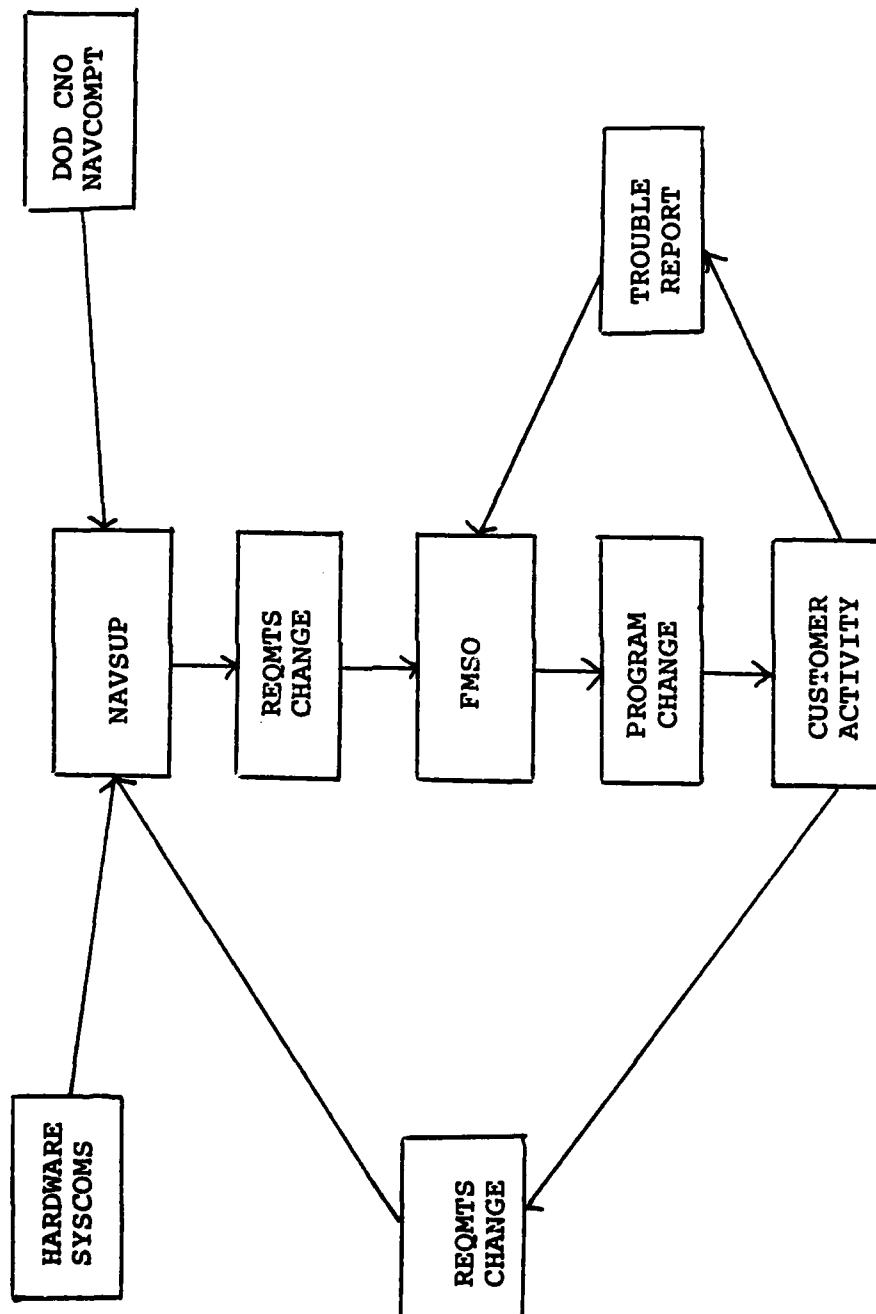 HARDWARE
SYSCOMS
DOD CNO
NAVCOMPT
NAVSUP
REQMTS
CHANGE
REQMTS
CHANGE
FMSO
TROUBLE
REPORT
PROGRAM
CHANGE
CUSTOMER
ACTIVITY